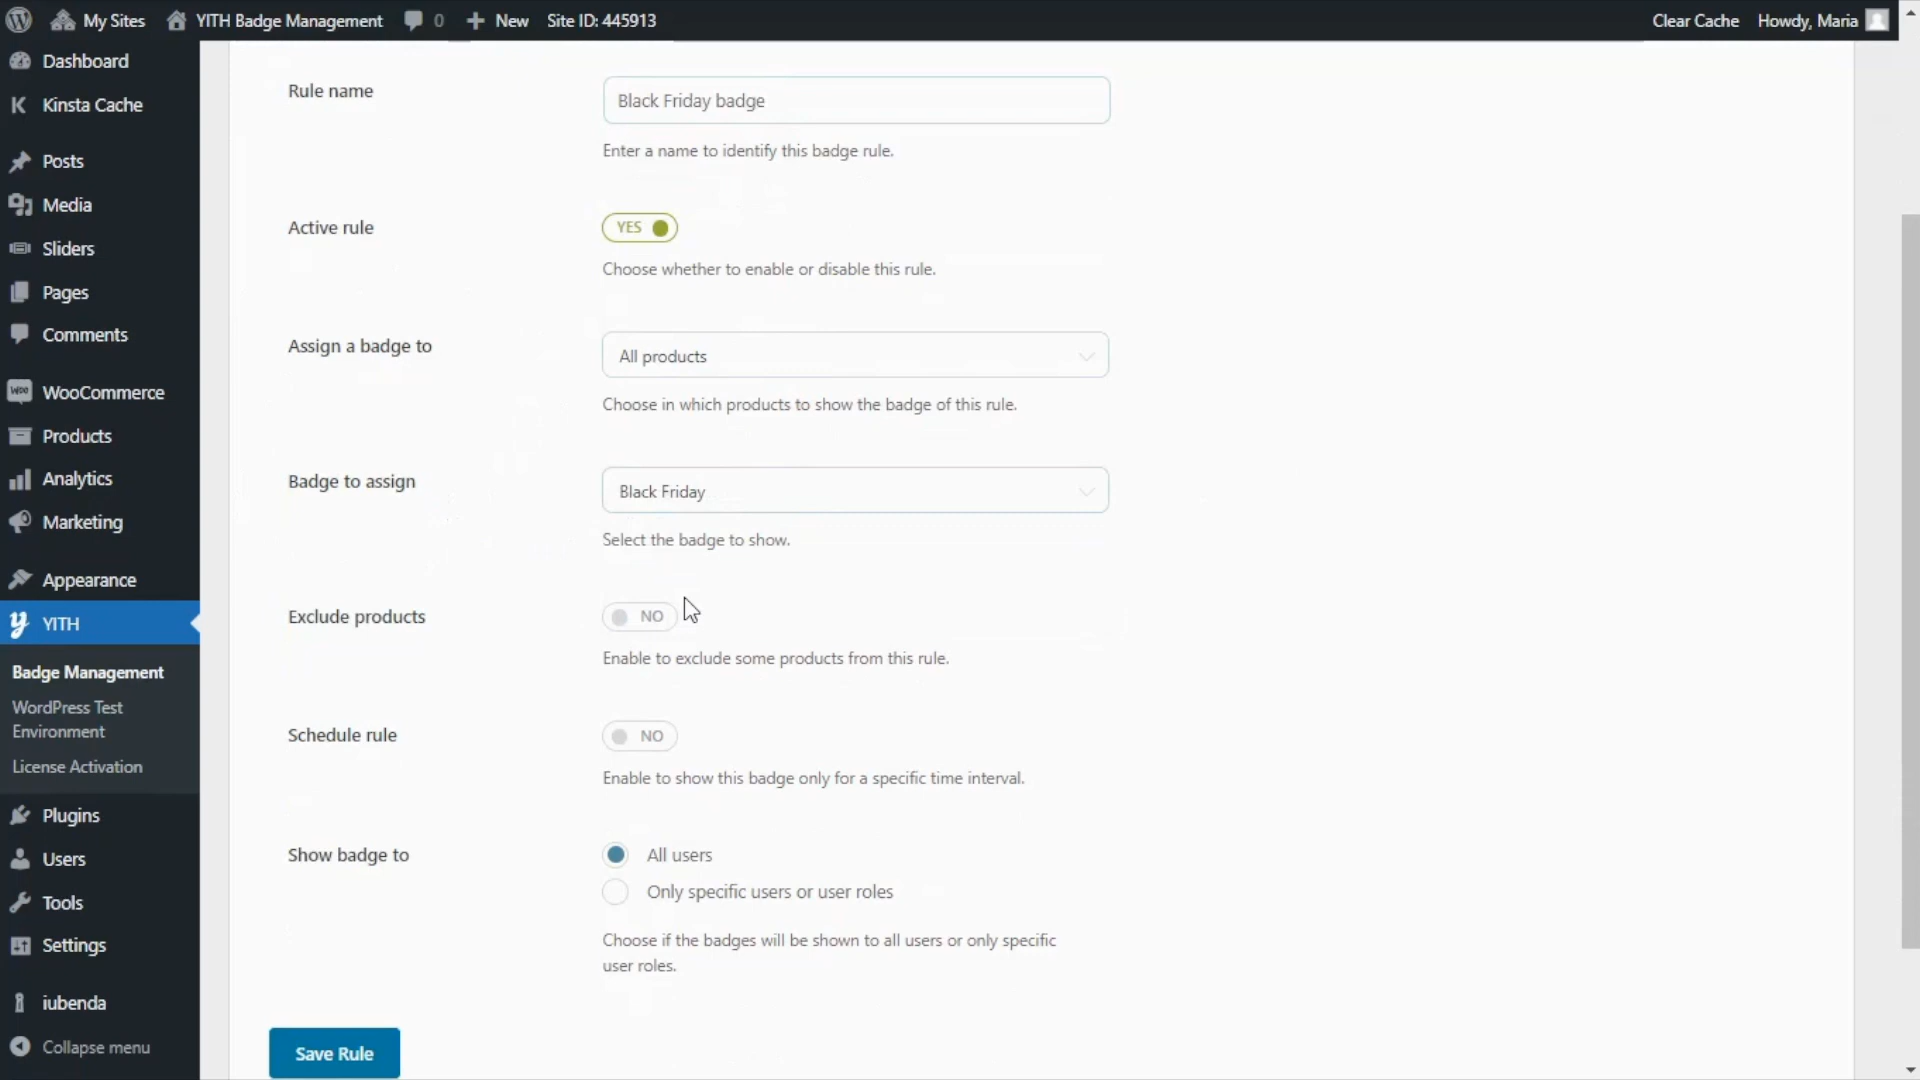 My Sites YITH Badge Management 0 New Site ID: 445913 Clear Cache Howdy, Maria
Dashboard
Kinsta Cache
Posts
Media
Sliders
Pages
Comments
WooCommerce
Products
Analytics
Marketing
Appearance
YITH
Badge Management
WordPress Test
Environment
License Activation
Plugins
Users
Tools
Settings
iubenda
Collapse menu
Rule name
Black Friday badge
Enter a name to identify this badge rule.
Active rule
YES
Choose whether to enable or disable this rule.
Assign a badge to
All products
Choose in which products to show the badge of this rule.
Badge to assign
Black Friday
Select the badge to show.
Exclude products
NO
Enable to exclude some products from this rule.
Schedule rule
NO
Enable to show this badge only for a specific time interval.
Show badge to
All users
Only specific users or user roles
Choose if the badges will be shown to all users or only specific
user roles.
Save Rule